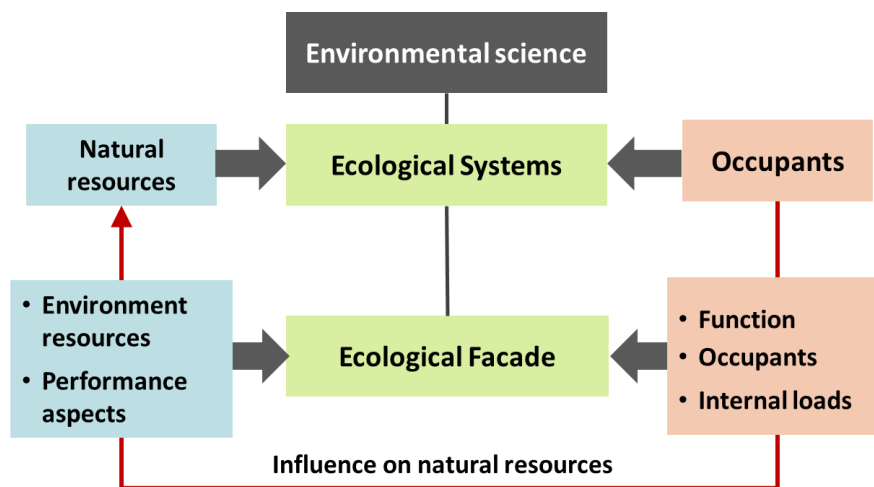 Environmental science
Natural
resources
Ecological Systems
Occupants
• Environment
resources
• Performance
aspects
Ecological Facade
• Function
• Occupants
• Internal loads
Influence on natural resources